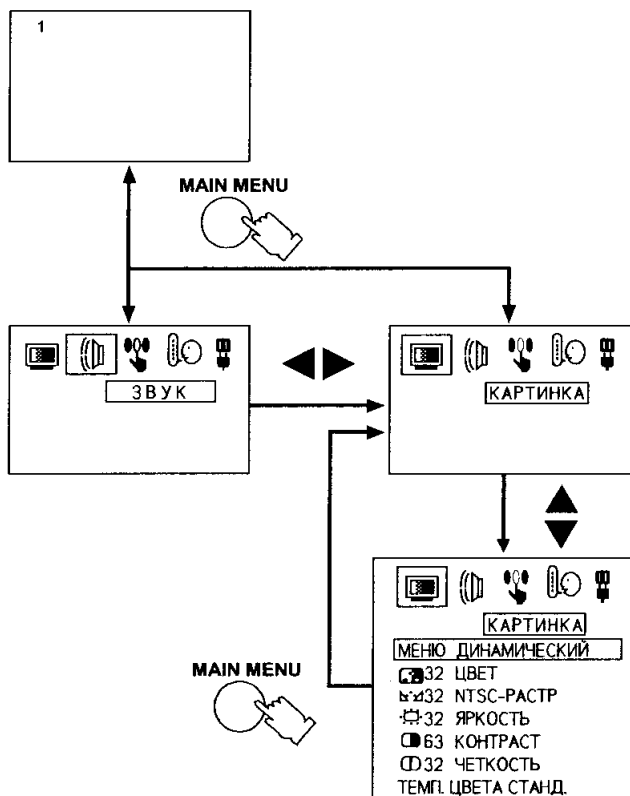 1
MAIN MENU
ЗВУК
КАРТИНКА
КАРТИНКА
МЕНЮ ДИНАМИЧЕСКИЙ
32 ЦВЕТ
32 NTSC-РАСТР
32 ЯРКОСТЬ
63 КОНТРАСТ
32 ЧЕТКОСТЬ
ТЕМП. ЦВЕТА СТАНД.
MAIN MENU